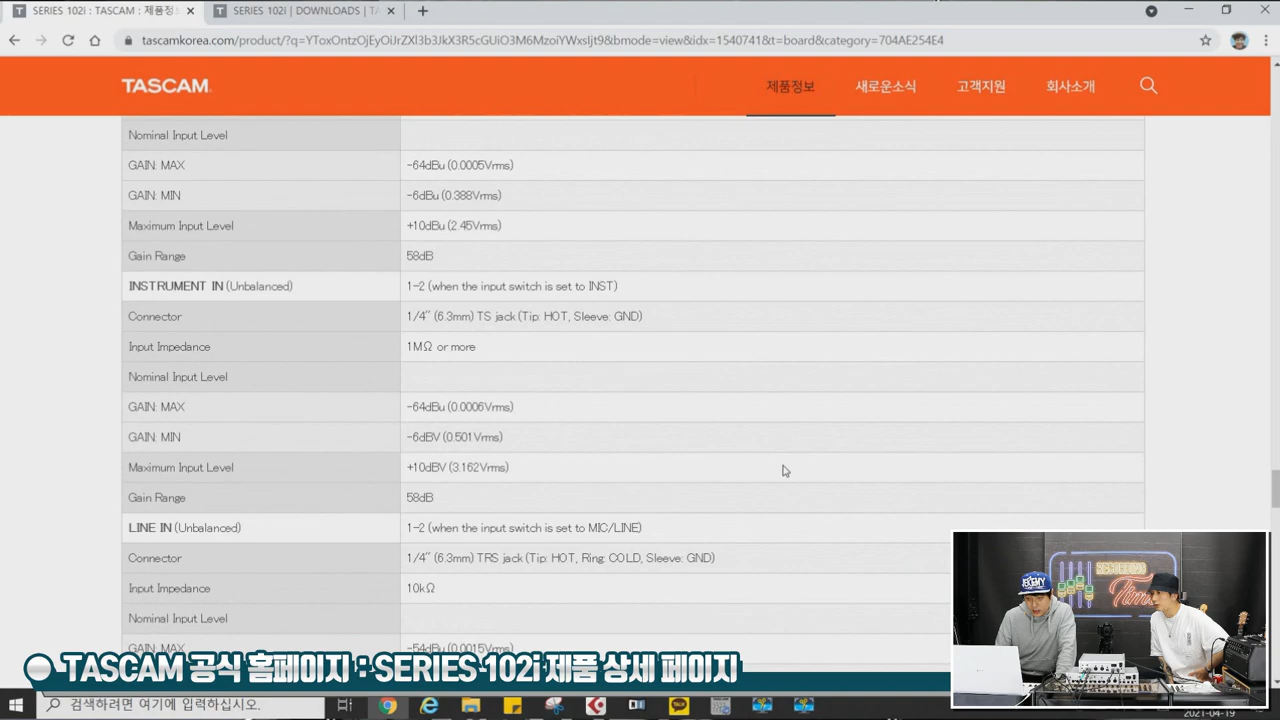 SERIES 102i : TASCAM : 제품정보
SERIES 102i | DOWNLOADS | TA
tascamkorea.com/product/?q=YToxOntzOjEyOiJrZXl3b3JkX3R5cGUiO3M6MzoiYWxsIjt9&bmode=view&idx=1540741&t=board&category=704AE254E4
TASCAM 제품정보 새로운소식 고객지원 회사소개
Nominal Input Level
GAIN: MAX -64dBu (0.0005Vrms)
GAIN: MIN -6dBu (0.388Vrms)
Maximum Input Level +10dBu (2.45Vrms)
Gain Range 58dB
INSTRUMENT IN (Unbalanced) 1-2 (when the input switch is set to INST)
Connector 1/4" (6.3mm) TS jack (Tip: HOT, Sleeve: GND)
Input Impedance 1MΩ or more
Nominal Input Level
GAIN: MAX -64dBu (0.0006Vrms)
GAIN: MIN -6dBV (0.501Vrms)
Maximum Input Level +10dBV (3.162Vrms)
Gain Range 58dB
LINE IN (Unbalanced) 1-2 (when the input switch is set to MIC/LINE)
Connector 1/4" (6.3mm) TRS jack (Tip: HOT, Ring: COLD, Sleeve: GND)
Input Impedance 10kΩ
Nominal Input Level
GAIN: MAX -54dBu (0.0015Vrms)
Time
TASCAM 공식 홈페이지 : SERIES 102i 제품 상세 페이지
검색하려면 여기에 입력하십시오.
2021-04-19